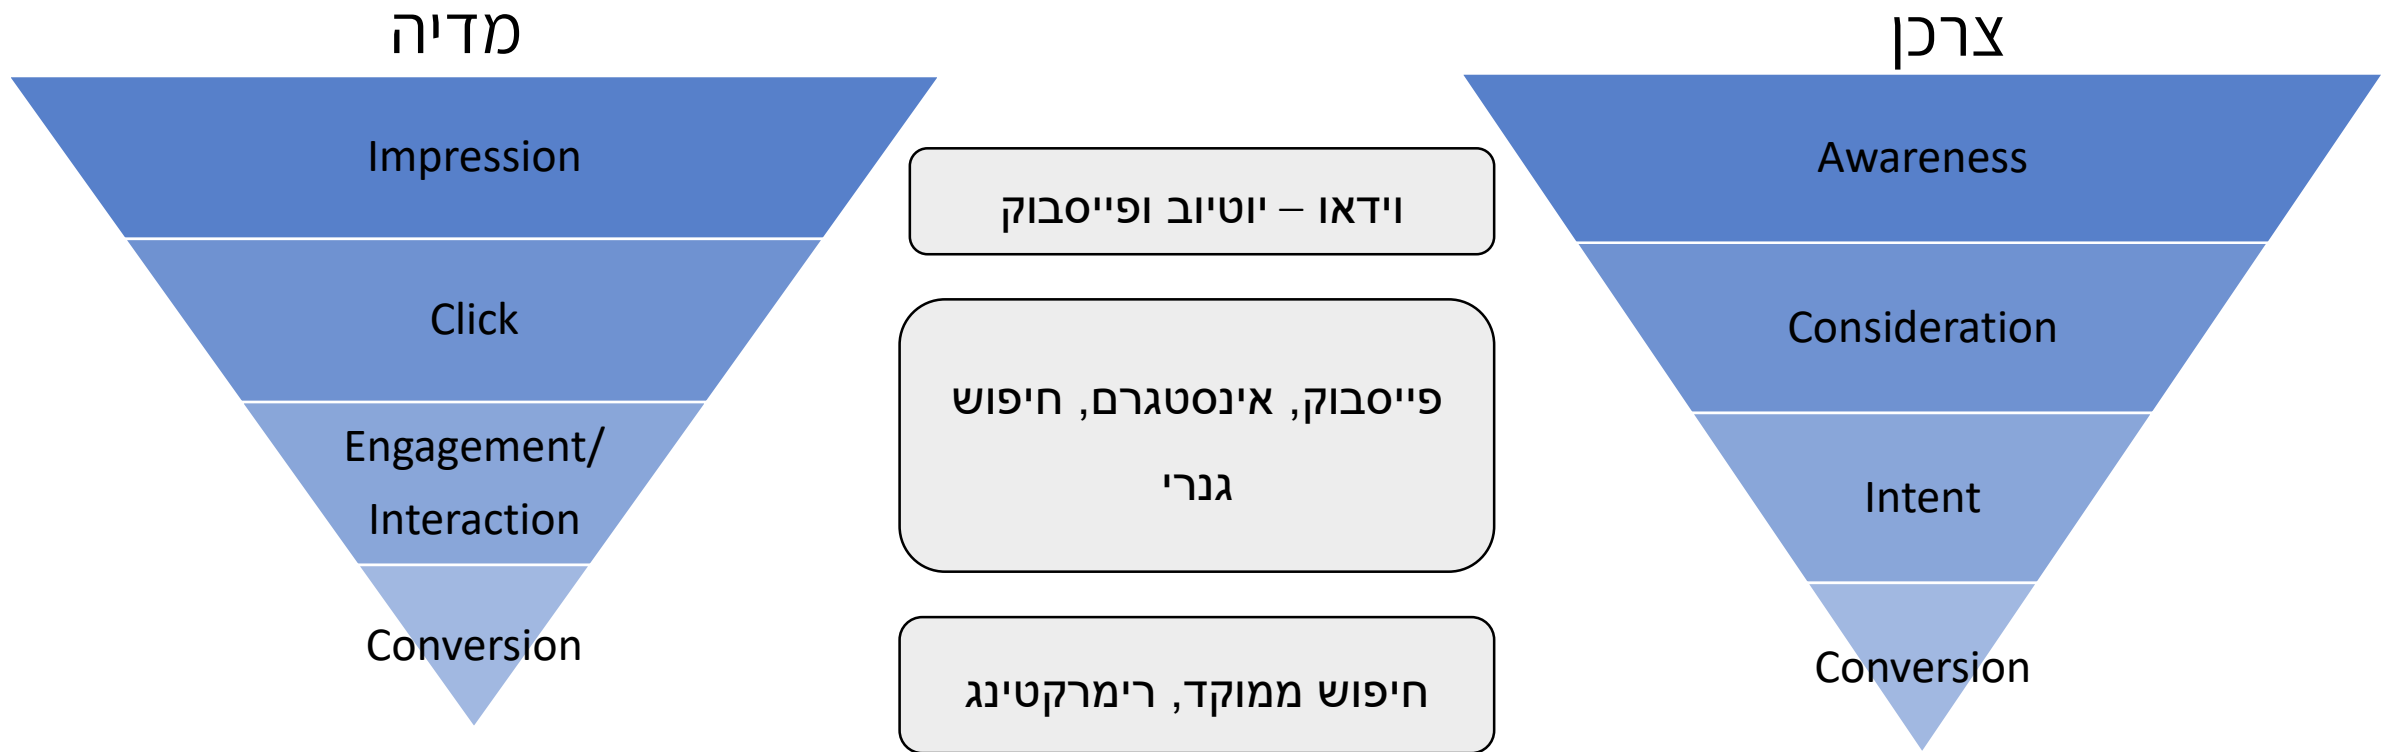 צרכן
מדיה
Awareness
Consideration
Intent
Conversion
וידאו – יוטיוב ופייסבוק
פייסבוק, אינסטגרם, חיפוש
גנרי
חיפוש ממוקד, רימרקטינג
Impression
Click
Engagement/
Interaction
Conversion